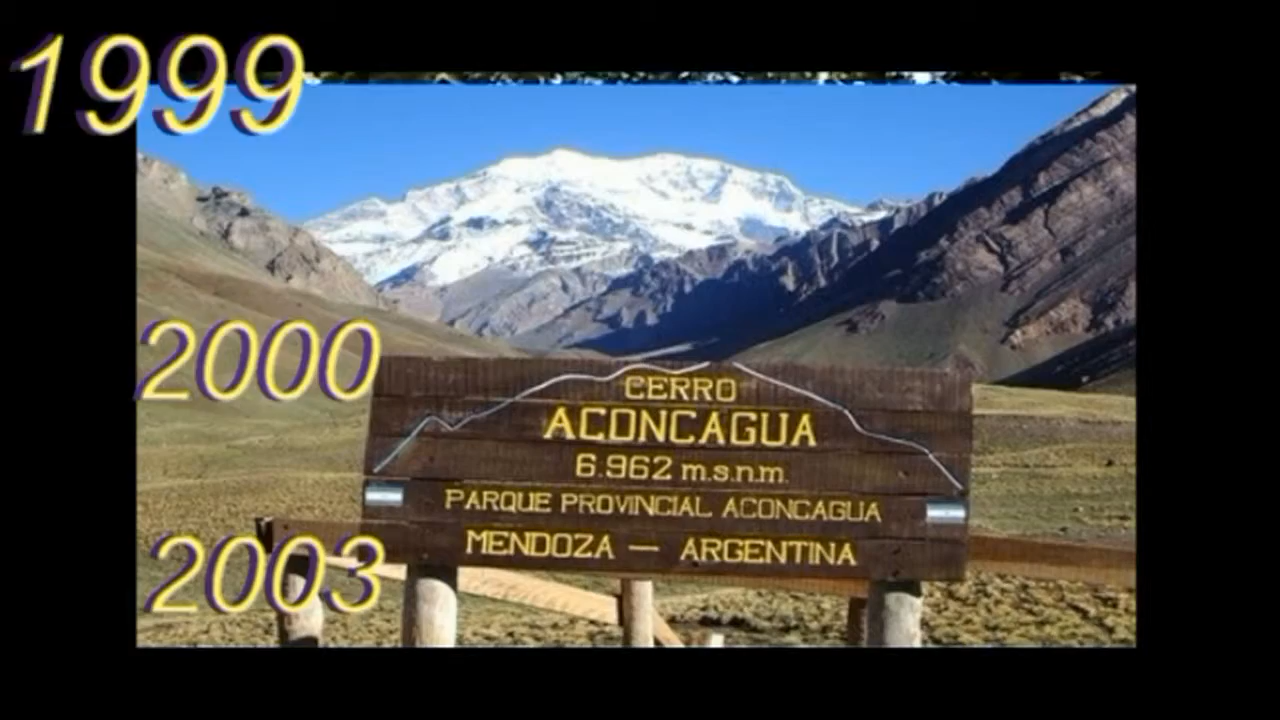 1999
2000
2003
CERRO
ACONCAGUA
6.962 m.s.n.m.
PARQUE PROVINCIAL ACONCAGUA
MENDOZA — ARGENTINA